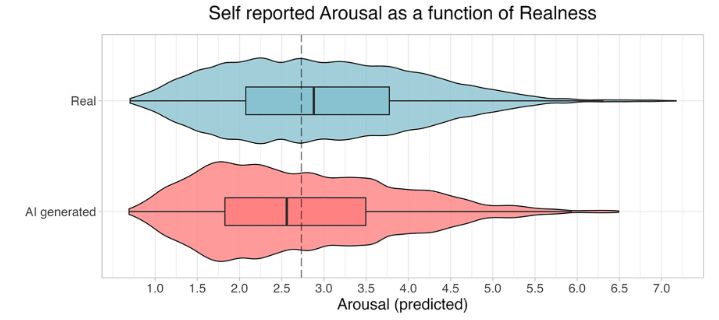 Self reported Arousal as a function of Realness
Real
AI generated
1.0 1.5 2.0 2.5 3.0 3.5 4.0 4.5 5.0 5.5 6.0 6.5 7.0
Arousal (predicted)